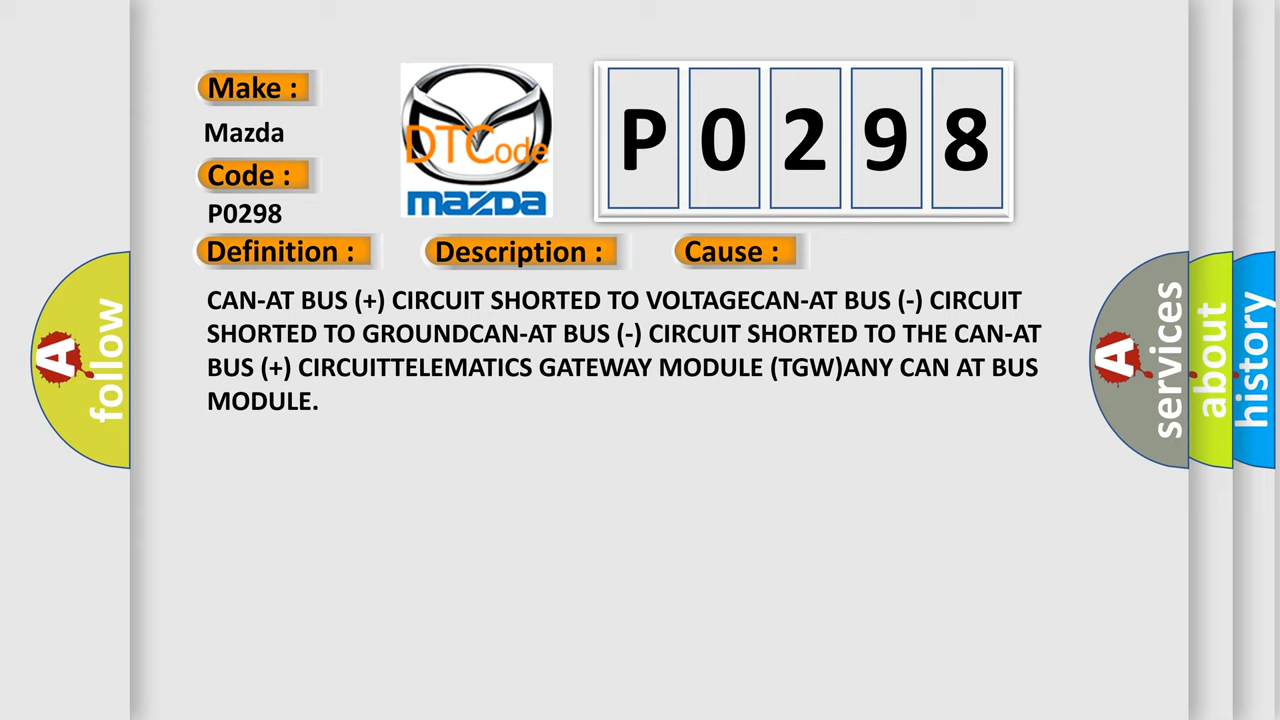 Make :
Mazda
Code :
P0298
DTCode
mazDa
P0298
Definition :
Description :
Cause :
CAN-AT BUS (+) CIRCUIT SHORTED TO VOLTAGECAN-AT BUS (-) CIRCUIT
SHORTED TO GROUNDCAN-AT BUS (-) CIRCUIT SHORTED TO THE CAN-AT
BUS (+) CIRCUITTELEMATICS GATEWAY MODULE (TGW)ANY CAN AT BUS
MODULE.
A follow
A services
about
history